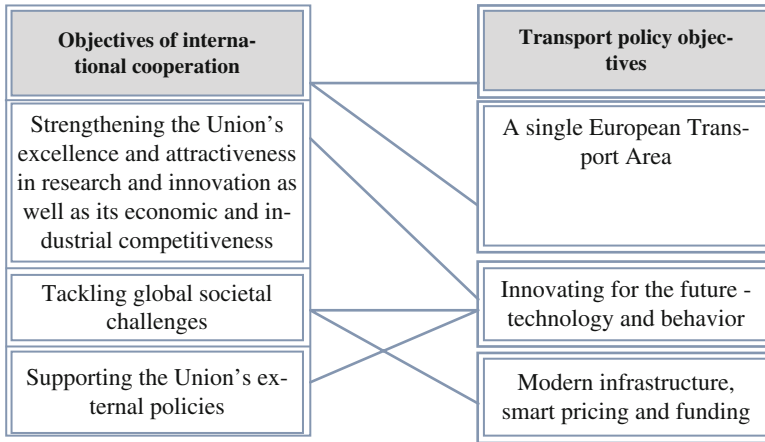 Objectives of interna-
tional cooperation
Strengthening the Union's
excellence and attractiveness
in research and innovation as
well as its economic and in-
dustrial competitiveness
Tackling global societal
challenges
Supporting the Union's ex-
ternal policies
Transport policy objec-
tives
A single European Trans-
port Area
Innovating for the future -
technology and behavior
Modern infrastructure,
smart pricing and funding